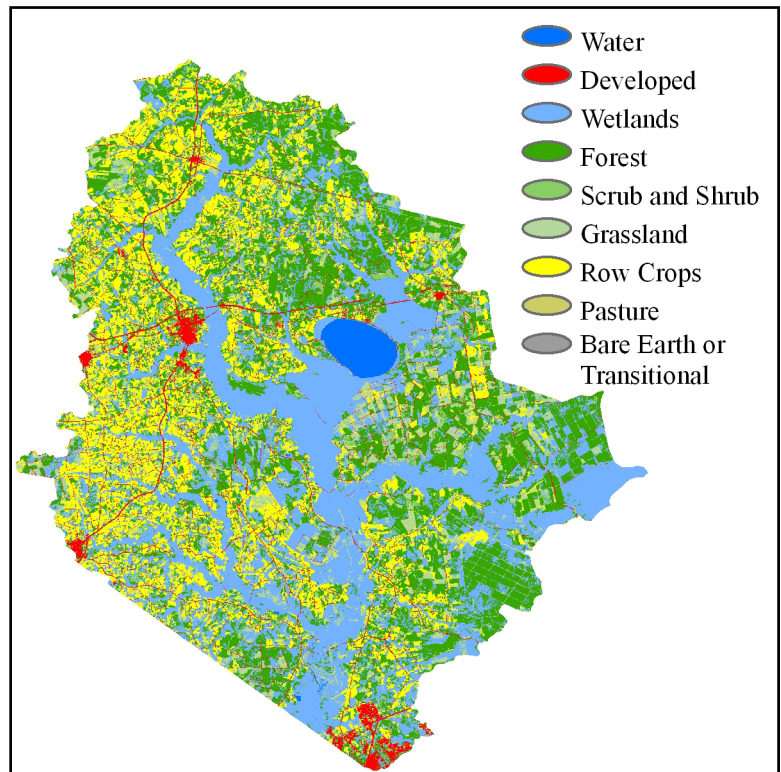 Water
Developed
Wetlands
Forest
Scrub and Shrub
Grassland
Row Crops
Pasture
Bare Earth or
Transitional